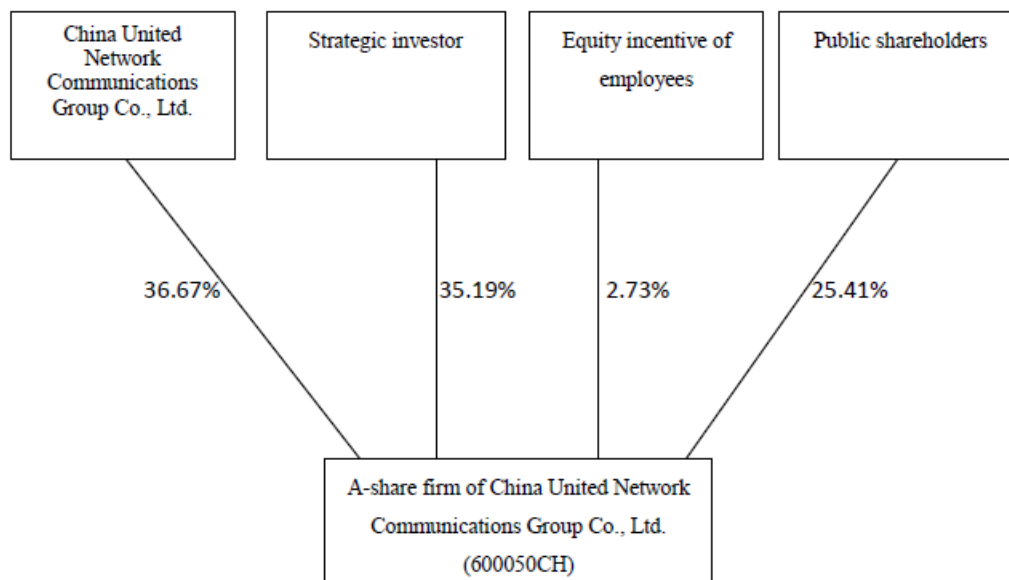 China United
Network
Communications
Group Co., Ltd.
Strategic investor
Equity incentive of
employees
Public shareholders
36.67%
35.19%
2.73%
25.41%
A-share firm of China United Network
Communications Group Co., Ltd.
(600050CH)